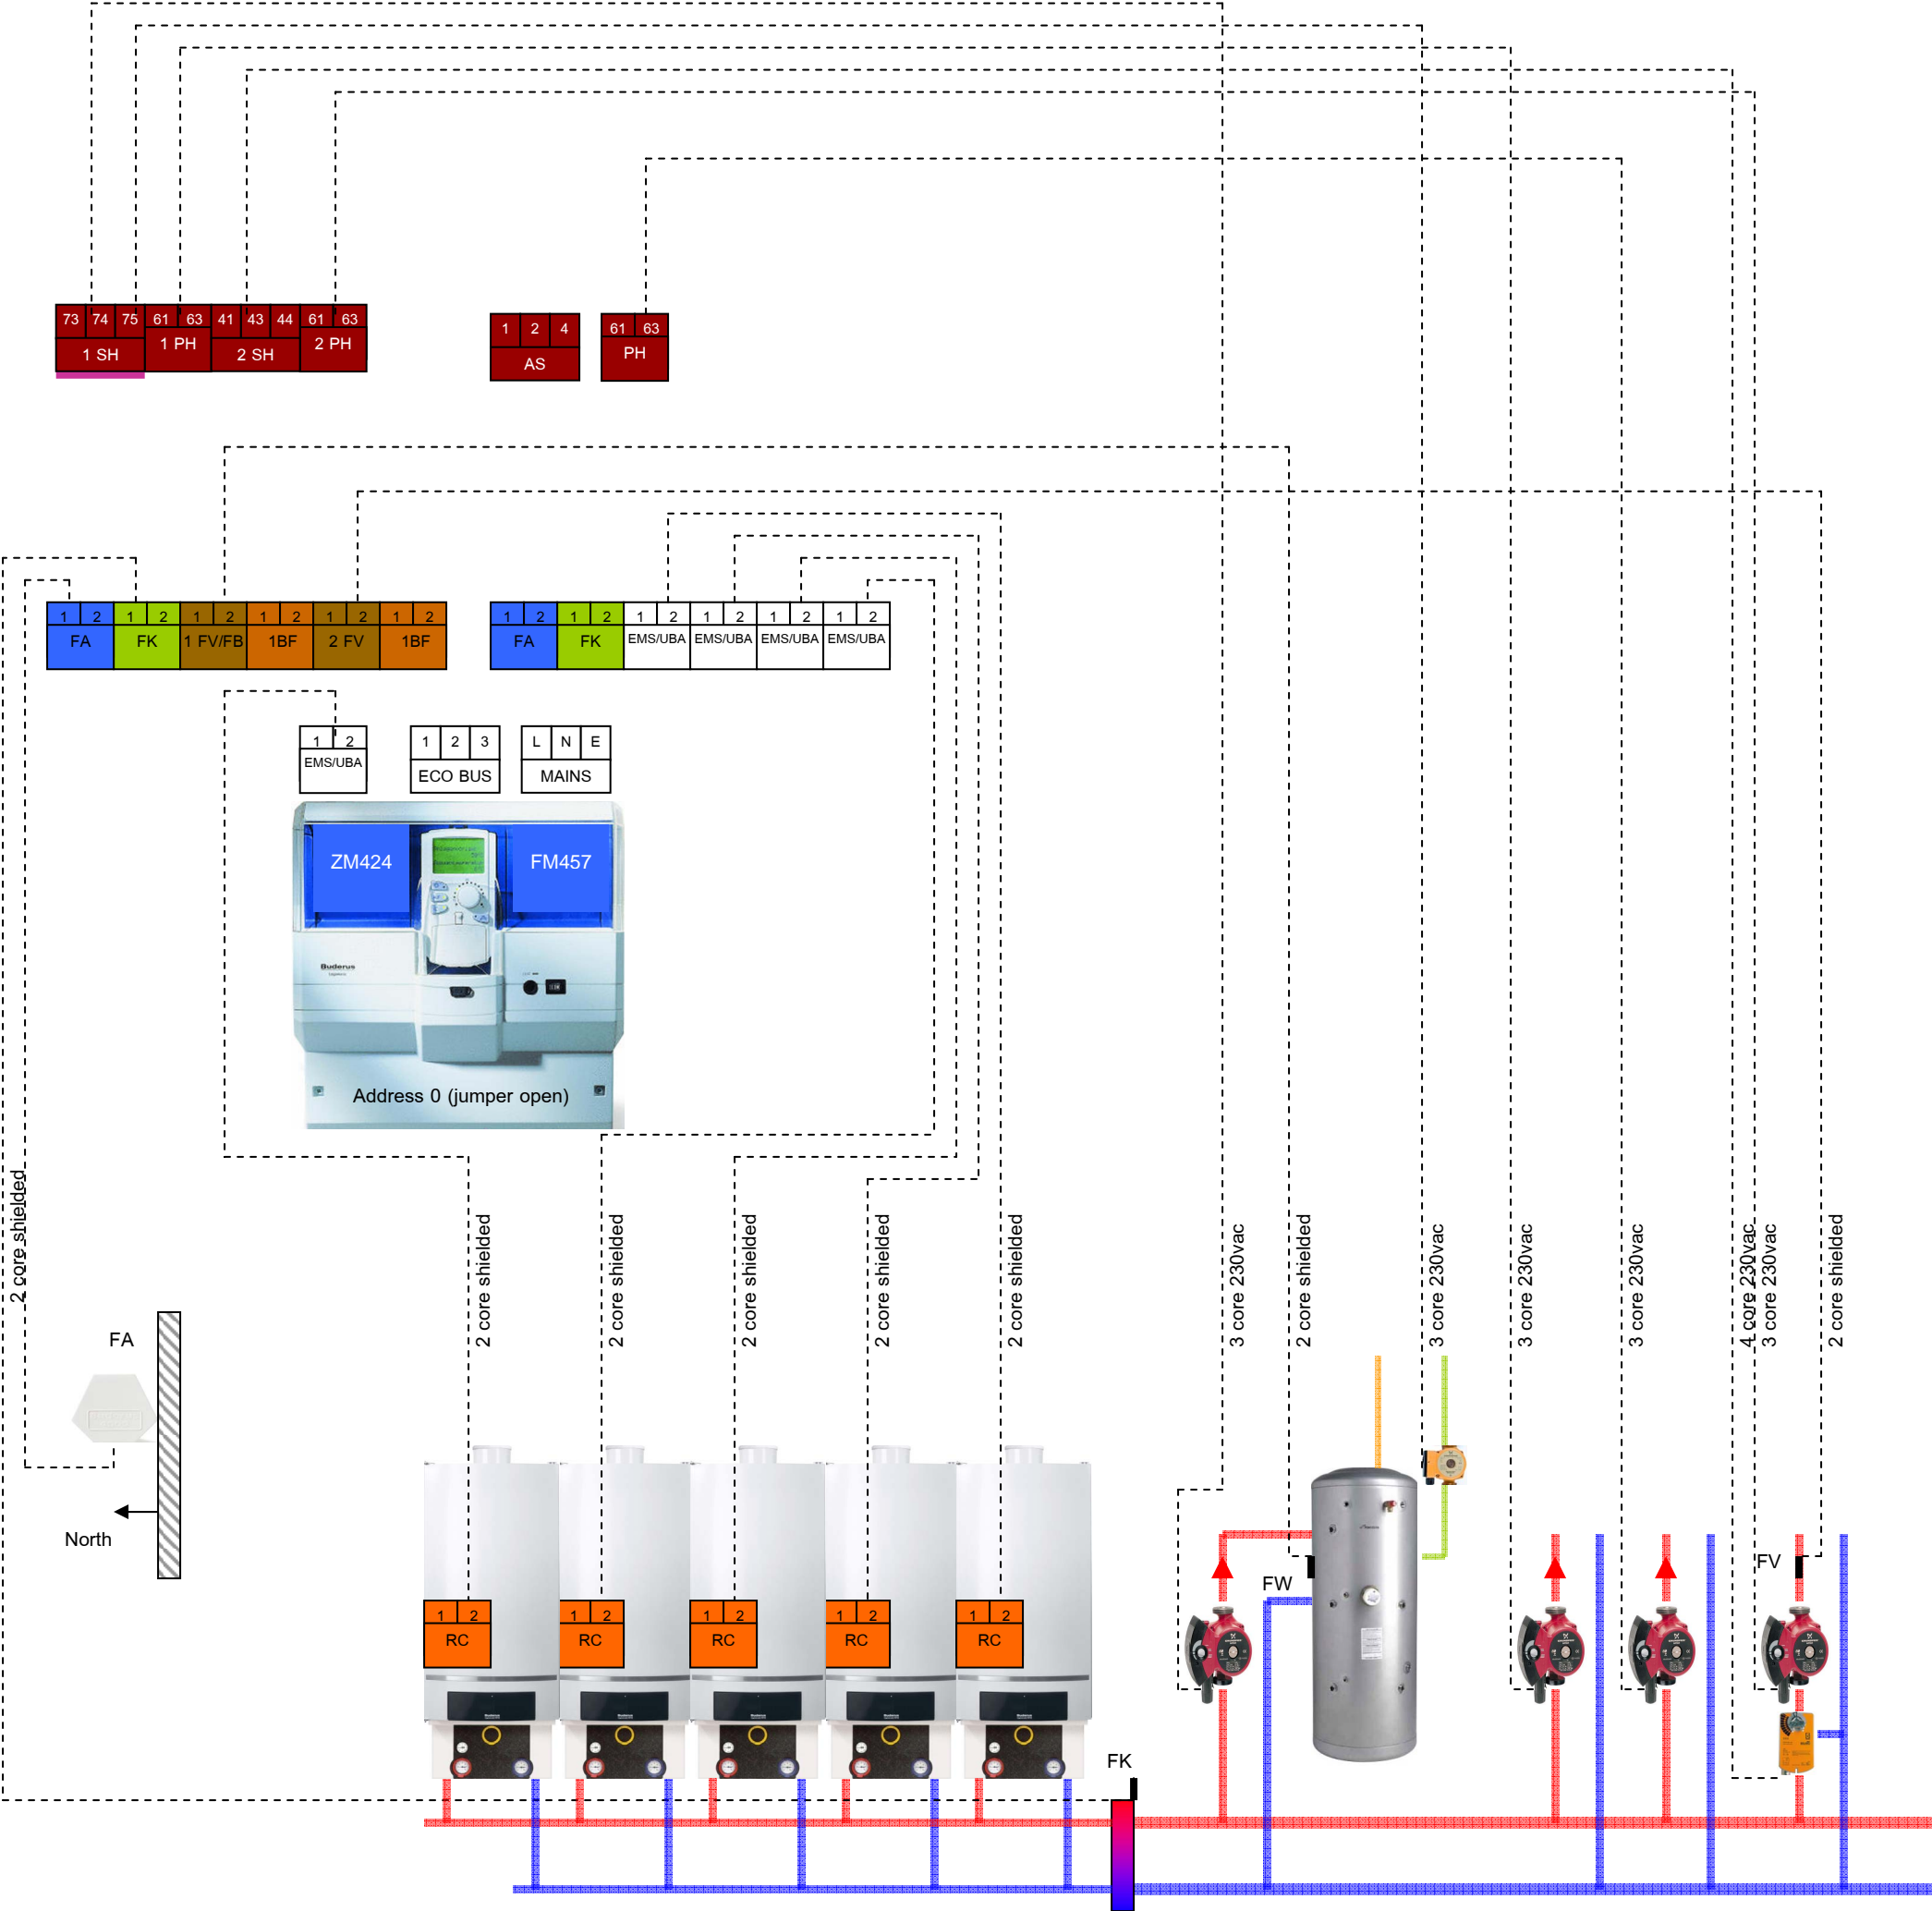 73 74 75 61 63 41 43 44 61 63
1 SH 1 PH 2 SH 2 PH
1 2 4 61 63
AS PH
1 2 1 2 1 2 1 2 1 2 1 2
FA FK 1 FV/FB 1BF 2 FV 1BF
1 2 1 2 1 2 1 2 1 2 1 2
FA FK EMS/UBA EMS/UBA EMS/UBA EMS/UBA
1 2 1 2 3 L N E
EMS/UBA ECO BUS MAINS
ZM424 FM457
Buderus
Address 0 (jumper open)
2 core shielded
2 core shielded
2 core shielded
2 core shielded
2 core shielded
2 core shielded
3 core 230vac
2 core shielded
3 core 230vac
3 core 230vac
3 core 230vac
4 core 230vac
3 core 230vac
2 core shielded
FA
North
FW
FV
1 2 1 2 1 2 1 2 1 2
RC RC RC RC RC
Buderus Buderus Buderus Buderus Buderus
FK